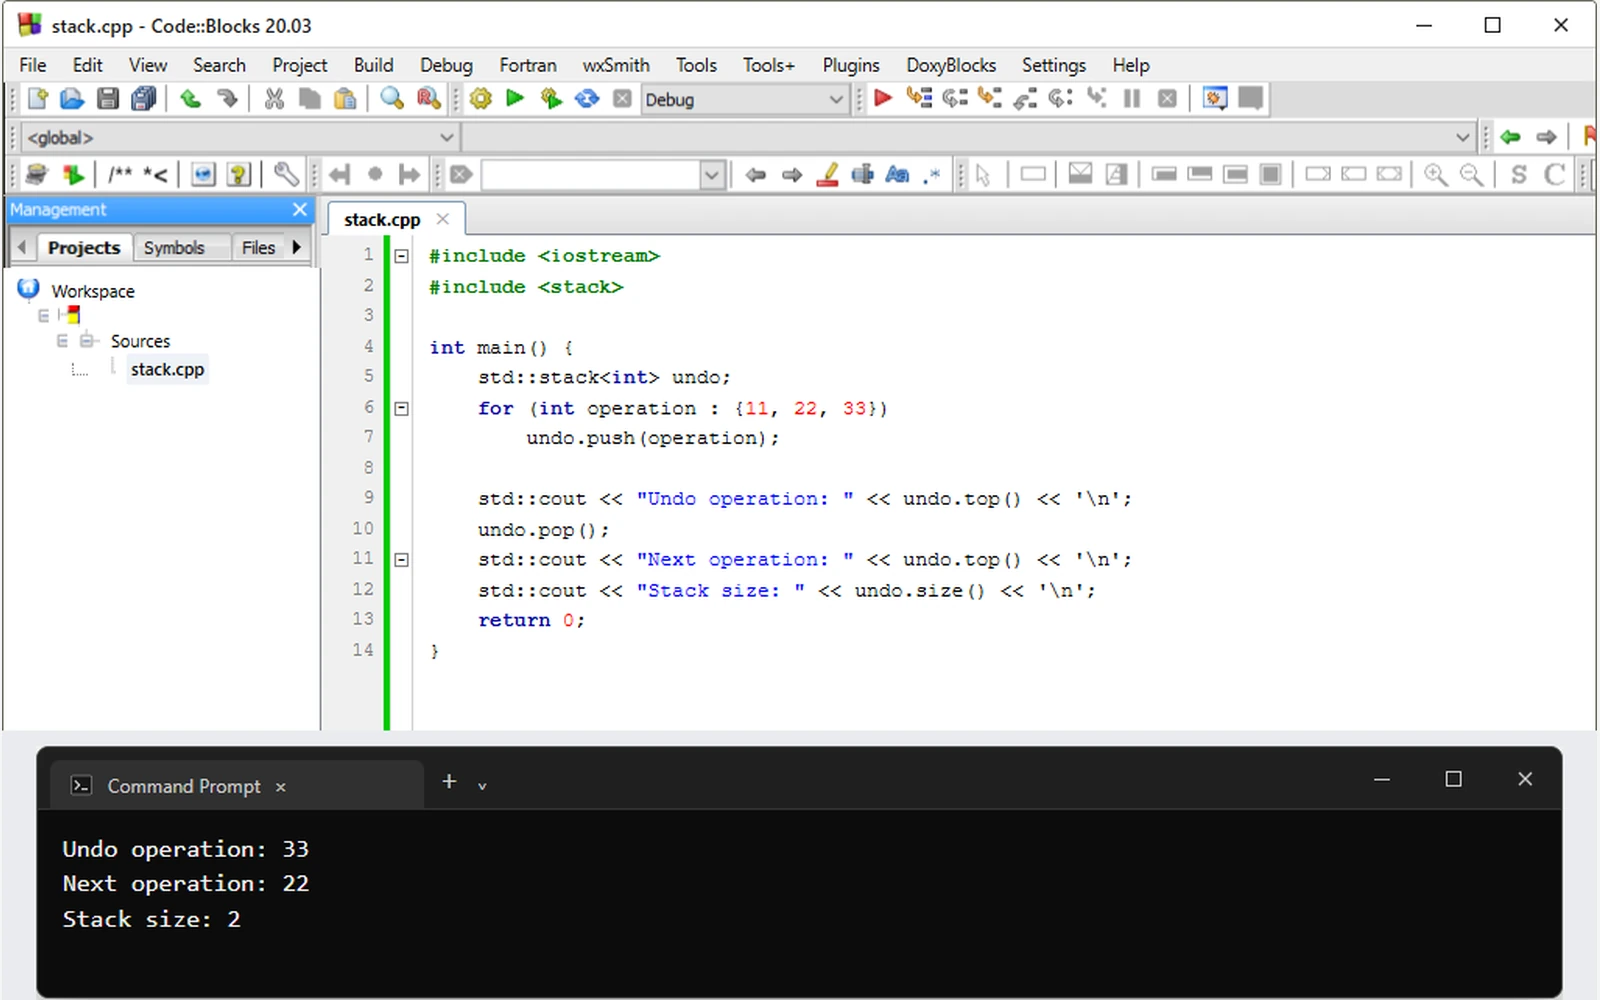 stack.cpp - Code::Blocks 20.03
File Edit View Search Project Build Debug Fortran wxSmith Tools Tools+ Plugins DoxyBlocks Settings Help
Debug
<global>
/** *< S C
Management
Projects Symbols Files
stack.cpp
Workspace
Sources
stack.cpp
1 #include <iostream>
2 #include <stack>
3
4 int main() {
5     std::stack<int> undo;
6     for (int operation : {11, 22, 33})
7         undo.push(operation);
8
9     std::cout << "Undo operation: " << undo.top() << '\n';
10     undo.pop();
11     std::cout << "Next operation: " << undo.top() << '\n';
12     std::cout << "Stack size: " << undo.size() << '\n';
13     return 0;
14 }
Command Prompt
Undo operation: 33
Next operation: 22
Stack size: 2